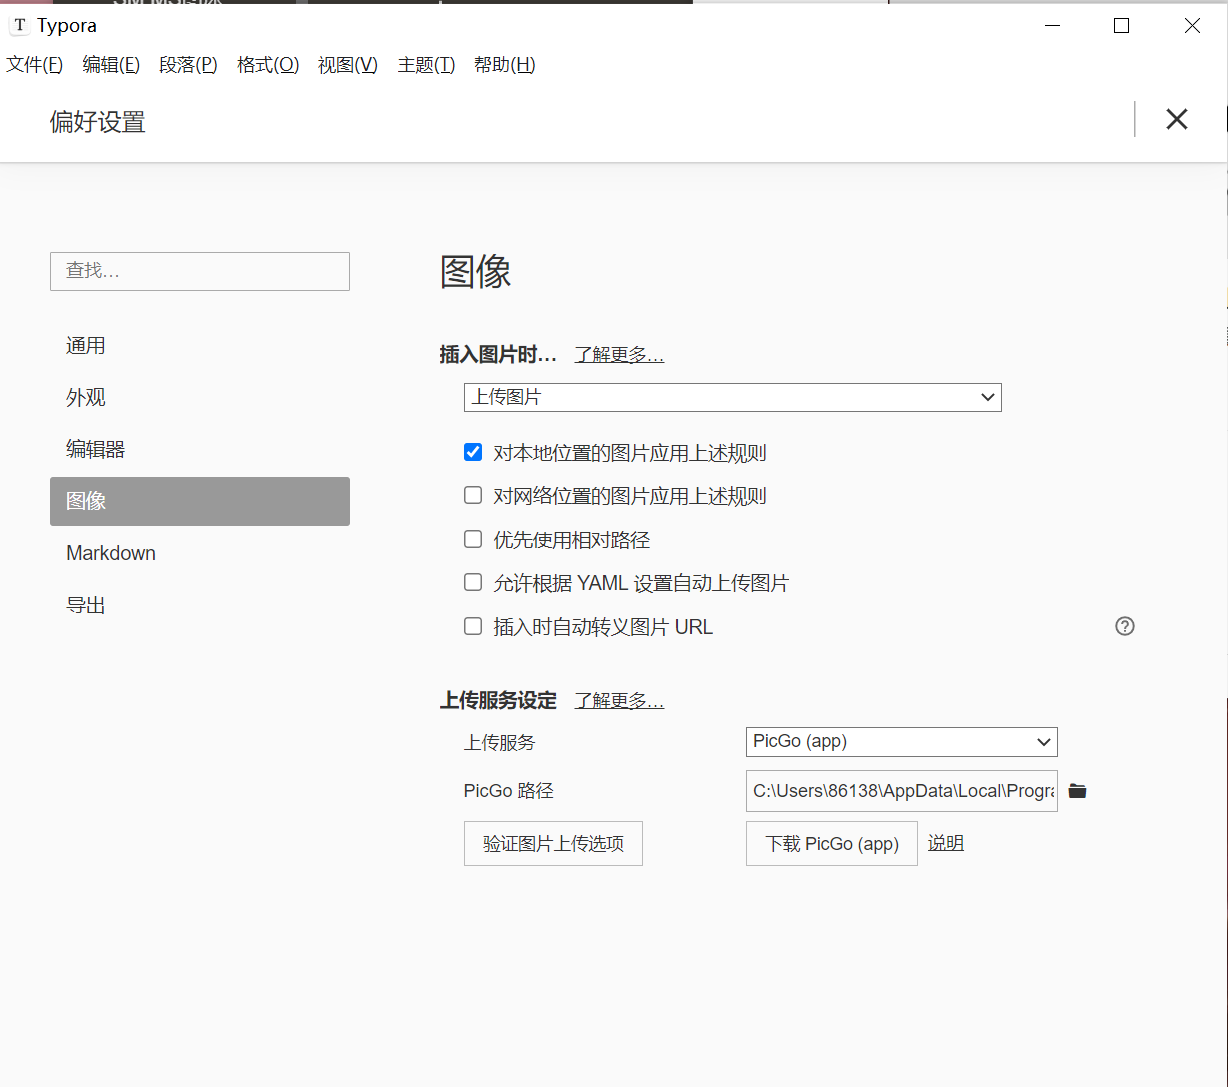 Typora
文件(F) 编辑(E) 段落(P) 格式(O) 视图(V) 主题(T) 帮助(H)
偏好设置
查找...
通用
外观
编辑器
图像
Markdown
导出
图像
插入图片时... 了解更多...
上传图片
对本地位置的图片应用上述规则
对网络位置的图片应用上述规则
优先使用相对路径
允许根据 YAML 设置自动上传图片
插入时自动转义图片 URL
上传服务设定 了解更多...
上传服务 PicGo (app)
PicGo 路径 C:\Users\86138\AppData\Local\Progra
验证图片上传选项 下载 PicGo (app) 说明